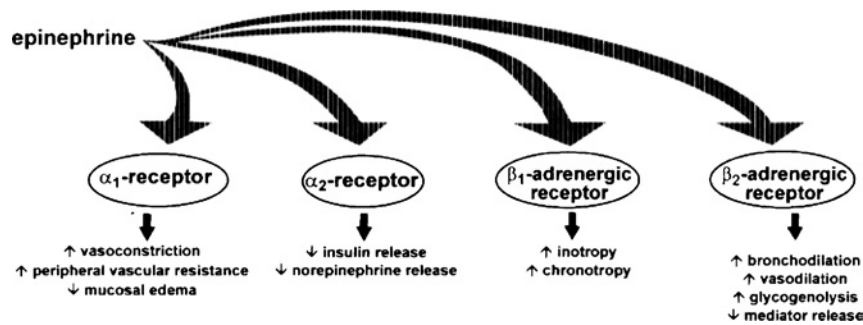 epinephrine
α₁-receptor
↑ vasoconstriction
↑ peripheral vascular resistance
↓ mucosal edema
α₂-receptor
↓ insulin release
↓ norepinephrine release
β₁-adrenergic
receptor
↑ inotropy
↑ chronotropy
β₂-adrenergic
receptor
↑ bronchodilation
↑ vasodilation
↑ glycogenolysis
↓ mediator release